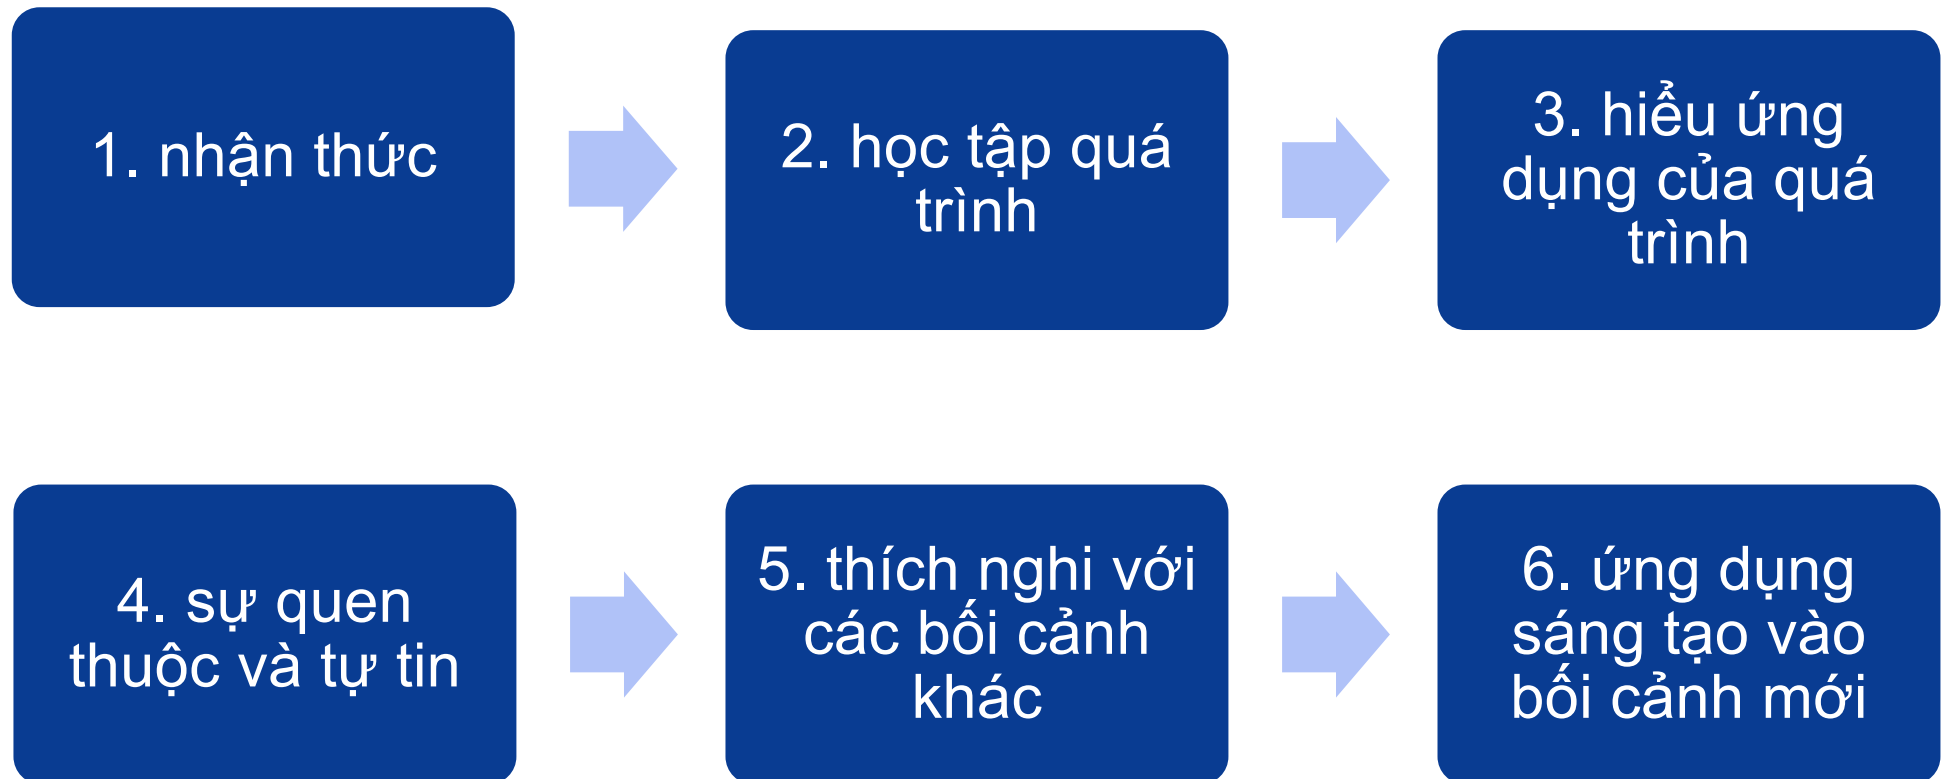 1. nhận thức
2. học tập quá
trình
3. hiểu ứng
dụng của quá
trình
4. sự quen
thuộc và tự tin
5. thích nghi với
các bối cảnh
khác
6. ứng dụng
sáng tạo vào
bối cảnh mới